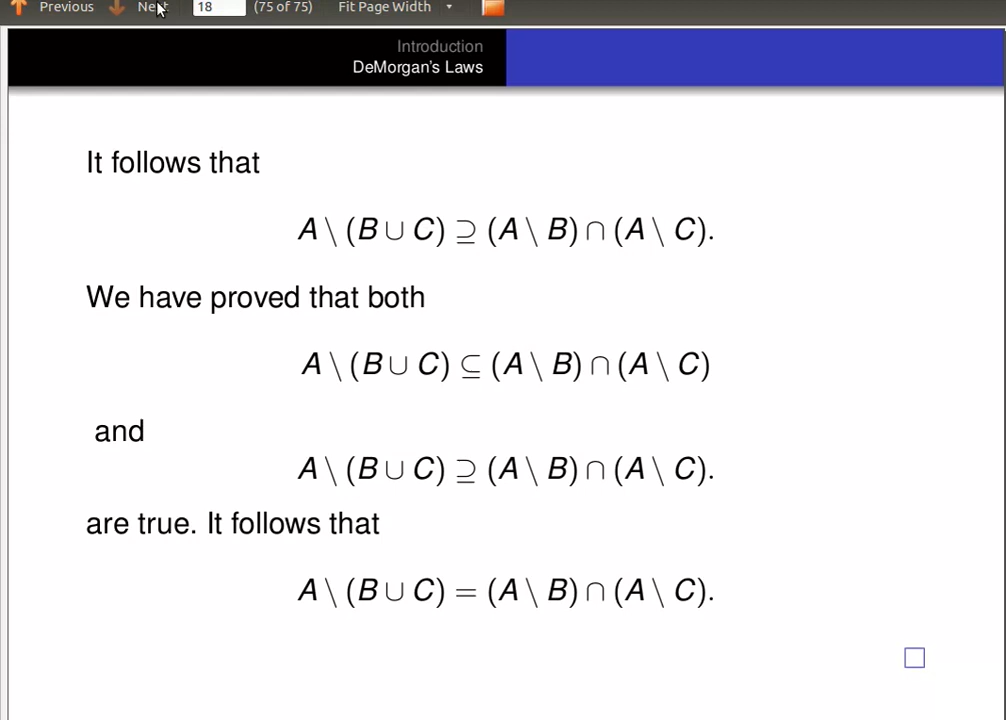 Previous Next 18 (75 of 75) Fit Page Width
Introduction
DeMorgan's Laws
It follows that
A \ (B ∪ C) ⊇ (A \ B) ∩ (A \ C).
We have proved that both
A \ (B ∪ C) ⊆ (A \ B) ∩ (A \ C)
and
A \ (B ∪ C) ⊇ (A \ B) ∩ (A \ C).
are true. It follows that
A \ (B ∪ C) = (A \ B) ∩ (A \ C).